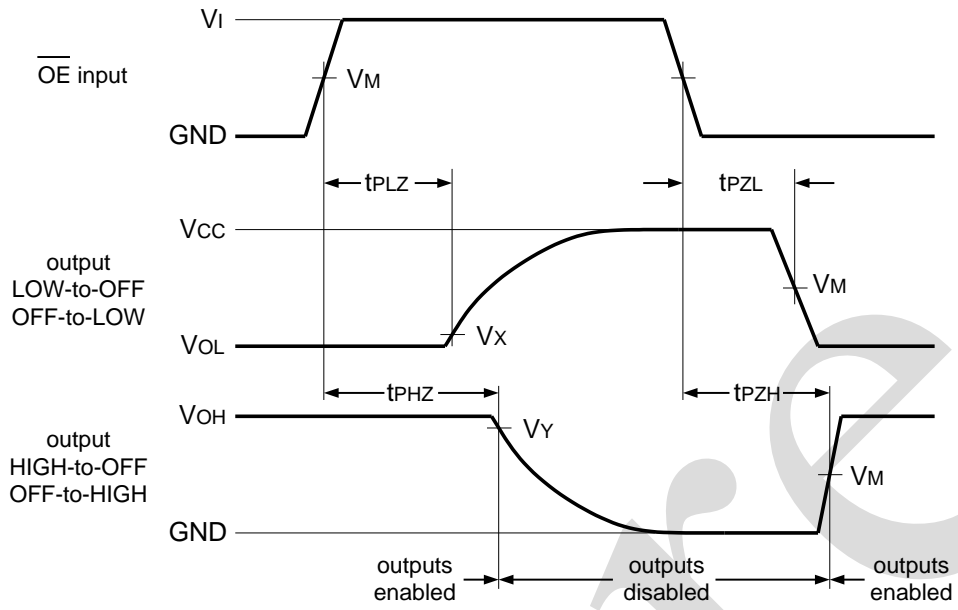 VI
OE input
VM
GND
tPLZ
tPZL
VCC
output
LOW-to-OFF
OFF-to-LOW
VM
VX
VOL
tPHZ
tPZH
VOH
VY
output
HIGH-to-OFF
OFF-to-HIGH
VM
GND
outputs
enabled
outputs
disabled
outputs
enabled